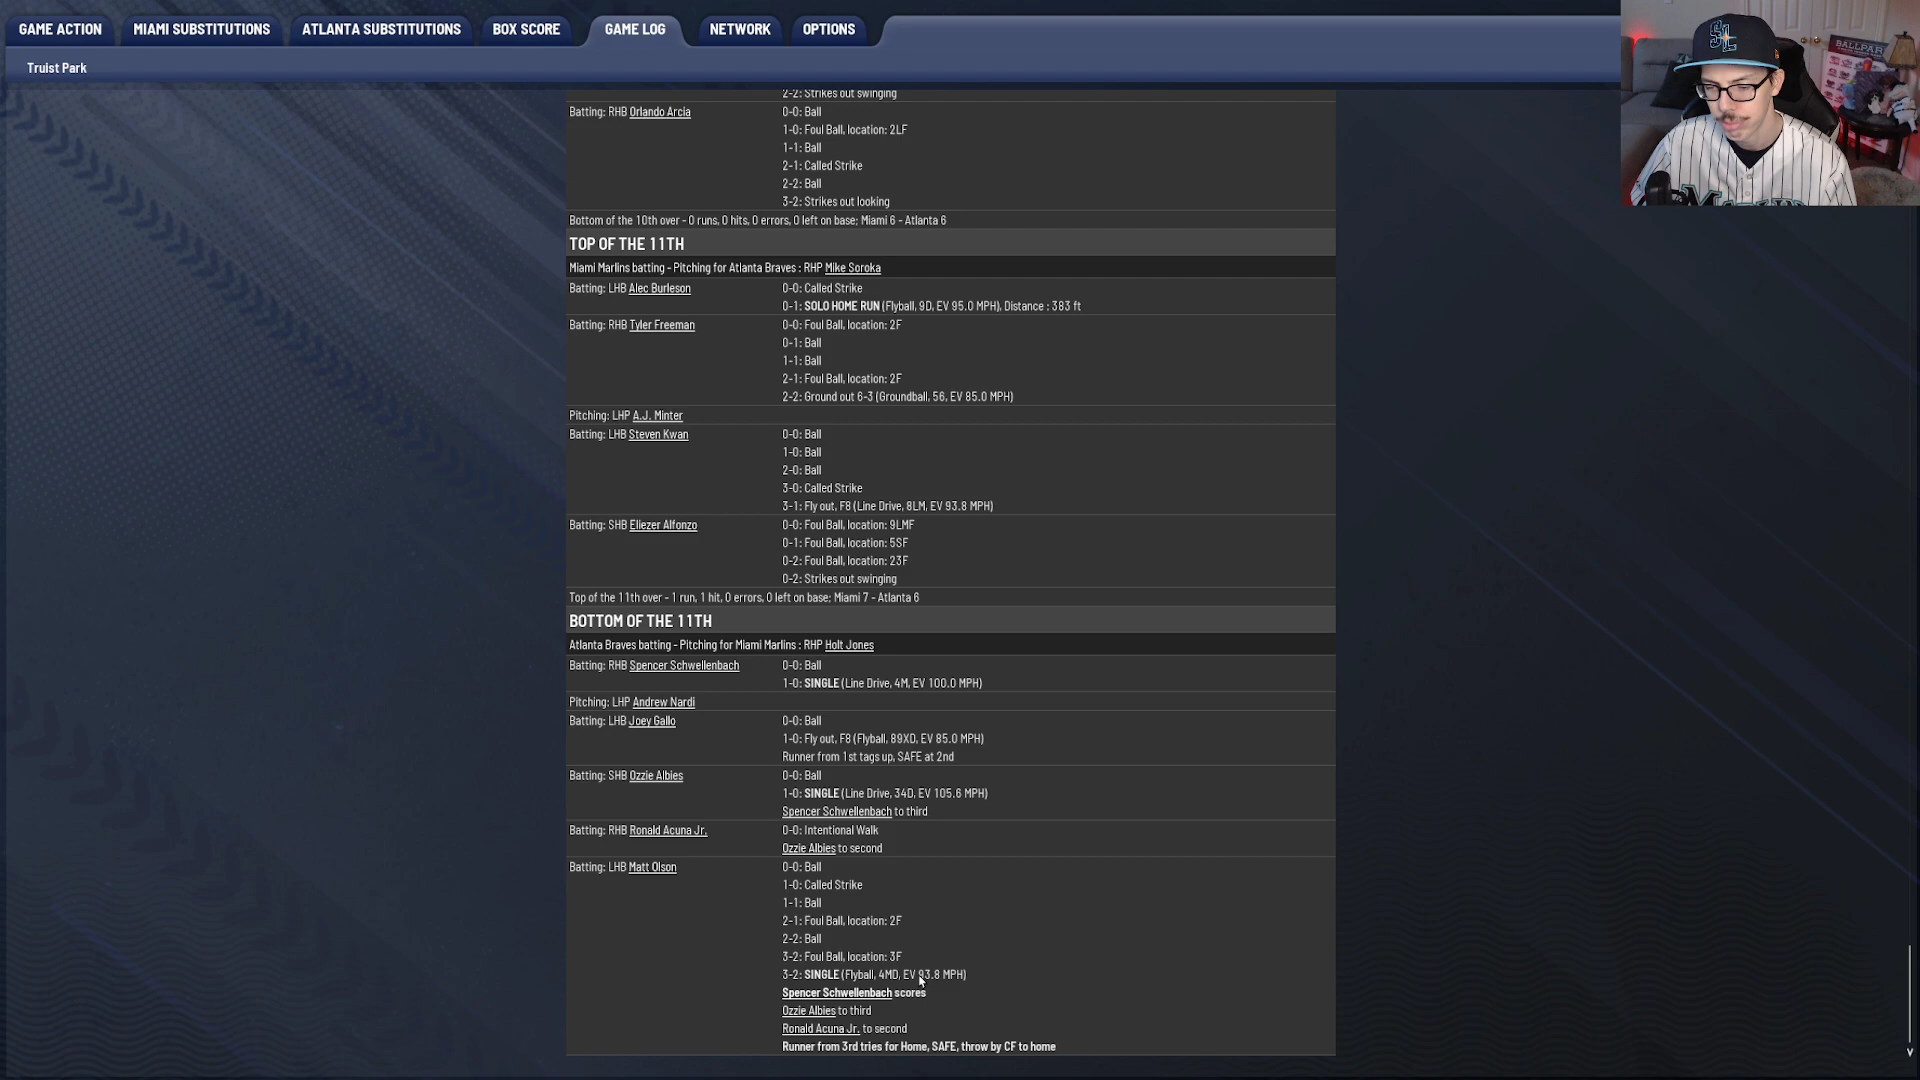 GAME ACTION MIAMI SUBSTITUTIONS ATLANTA SUBSTITUTIONS BOX SCORE GAME LOG NETWORK OPTIONS
Truist Park
2-2: Strikes out swinging
Batting: RHB Orlando Arcia 0-0: Ball
1-0: Foul Ball, location: 2LF
1-1: Ball
2-1: Called Strike
2-2: Ball
3-2: Strikes out looking
Bottom of the 10th over - 0 runs, 0 hits, 0 errors, 0 left on base; Miami 6 - Atlanta 6
TOP OF THE 11TH
Miami Marlins batting - Pitching for Atlanta Braves : RHP Mike Soroka
Batting: LHB Alec Burleson 0-0: Called Strike
0-1: SOLO HOME RUN (Flyball, 9D, EV 95.0 MPH), Distance : 383 ft
Batting: RHB Tyler Freeman 0-0: Foul Ball, location: 2F
0-1: Ball
1-1: Ball
2-1: Foul Ball, location: 2F
2-2: Ground out 6-3 (Groundball, 56, EV 85.0 MPH)
Pitching: LHP A.J. Minter
Batting: LHB Steven Kwan 0-0: Ball
1-0: Ball
2-0: Ball
3-0: Called Strike
3-1: Fly out, F8 (Line Drive, 8LM, EV 93.8 MPH)
Batting: SHB Eliezer Alfonzo 0-0: Foul Ball, location: 9LMF
0-1: Foul Ball, location: 5SF
0-2: Foul Ball, location: 23F
0-2: Strikes out swinging
Top of the 11th over - 1 run, 1 hit, 0 errors, 0 left on base; Miami 7 - Atlanta 6
BOTTOM OF THE 11TH
Atlanta Braves batting - Pitching for Miami Marlins : RHP Holt Jones
Batting: RHB Spencer Schwellenbach 0-0: Ball
1-0: SINGLE (Line Drive, 4M, EV 100.0 MPH)
Pitching: LHP Andrew Nardi
Batting: LHB Joey Gallo 0-0: Ball
1-0: Fly out, F8 (Flyball, 89XD, EV 85.0 MPH)
Runner from 1st tags up, SAFE at 2nd
Batting: SHB Ozzie Albies 0-0: Ball
1-0: SINGLE (Line Drive, 34D, EV 105.6 MPH)
Spencer Schwellenbach to third
Batting: RHB Ronald Acuna Jr. 0-0: Intentional Walk
Ozzie Albies to second
Batting: LHB Matt Olson 0-0: Ball
1-0: Called Strike
1-1: Ball
2-1: Foul Ball, location: 2F
2-2: Ball
3-2: Foul Ball, location: 3F
3-2: SINGLE (Flyball, 4MD, EV 93.8 MPH)
Spencer Schwellenbach scores
Ozzie Albies to third
Ronald Acuna Jr. to second
Runner from 3rd tries for Home, SAFE, throw by CF to home